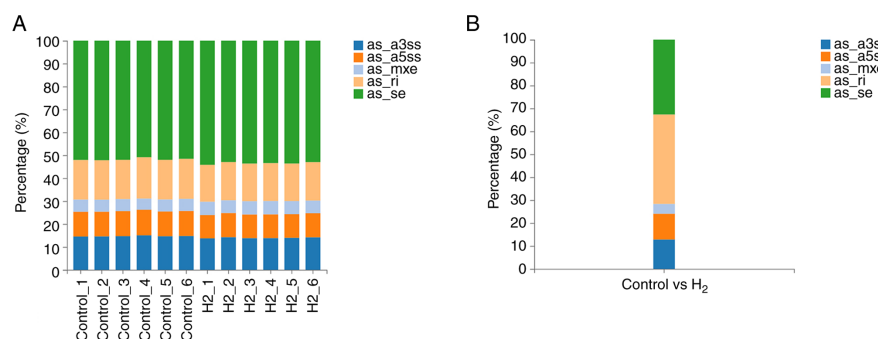 A
Percentage (%)
100
90
80
70
60
50
40
30
20
10
0
Control_1
Control_2
Control_3
Control_4
Control_5
Control_6
H2_1
H2_2
H2_3
H2_4
H2_5
H2_6
as_a3ss
as_a5ss
as_mxe
as_ri
as_se
B
Percentage (%)
100
90
80
70
60
50
40
30
20
10
0
Control vs H₂
as_a3s
as_a5s
as_mxe
as_ri
as_se